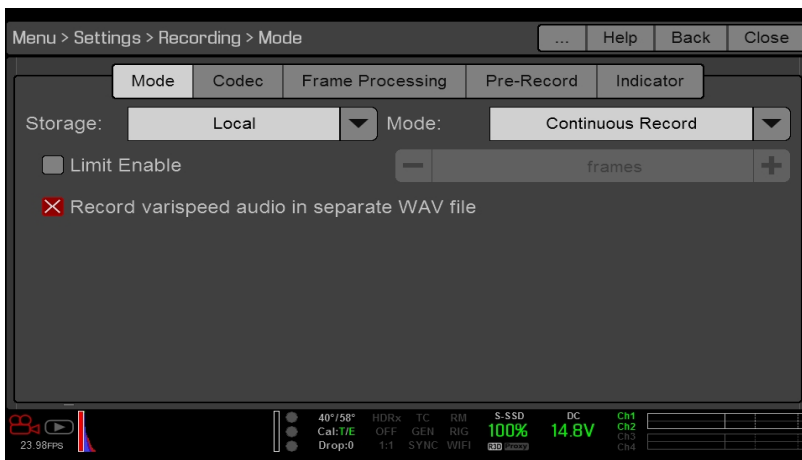 Menu > Settings > Recording > Mode ... Help Back Close
Mode Codec Frame Processing Pre-Record Indicator
Storage: Local Mode: Continuous Record
Limit Enable frames
Record varispeed audio in separate WAV file
40°/58° HDRx TC RM S-SSD DC Ch1
Cal:T/E OFF GEN RIG 100% 14.8V Ch2
23.98FPS Drop:0 1:1 SYNC WIFI R3D Proxy Ch3
Ch4